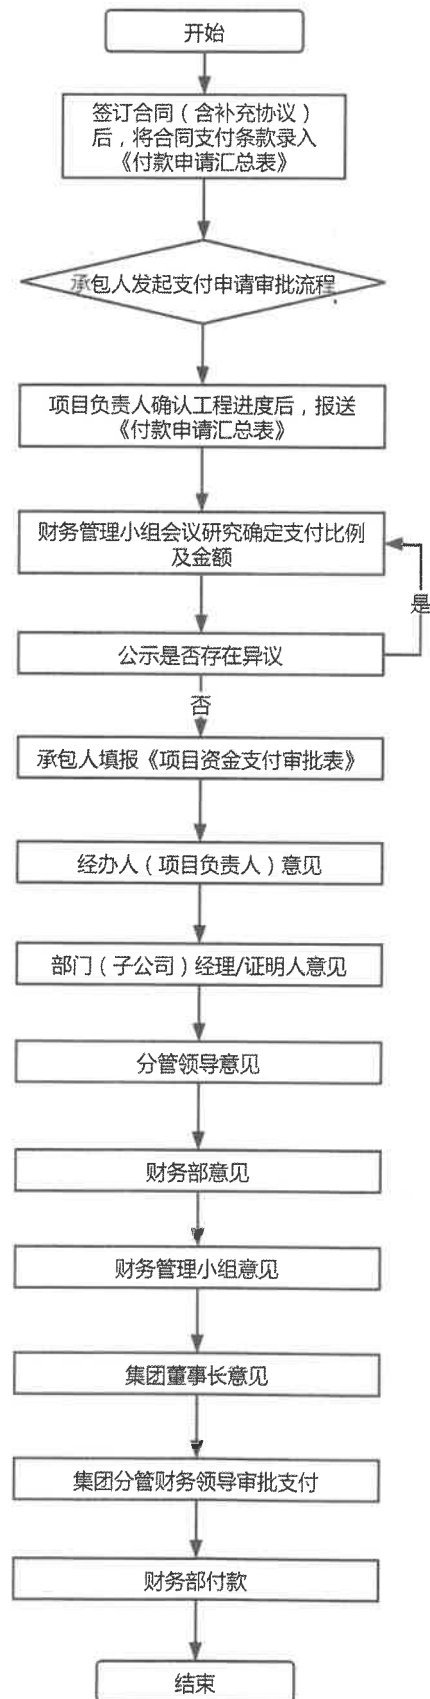 开始
签订合同（含补充协议）
后，将合同支付条款录入
《付款申请汇总表》
承包人发起支付申请审批流程
项目负责人确认工程进度后，报送
《付款申请汇总表》
财务管理小组会议研究确定支付比例
及金额
是
公示是否存在异议
否
承包人填报《项目资金支付审批表》
经办人（项目负责人）意见
部门（子公司）经理/证明人意见
分管领导意见
财务部意见
财务管理小组意见
集团董事长意见
集团分管财务领导审批支付
财务部付款
结束